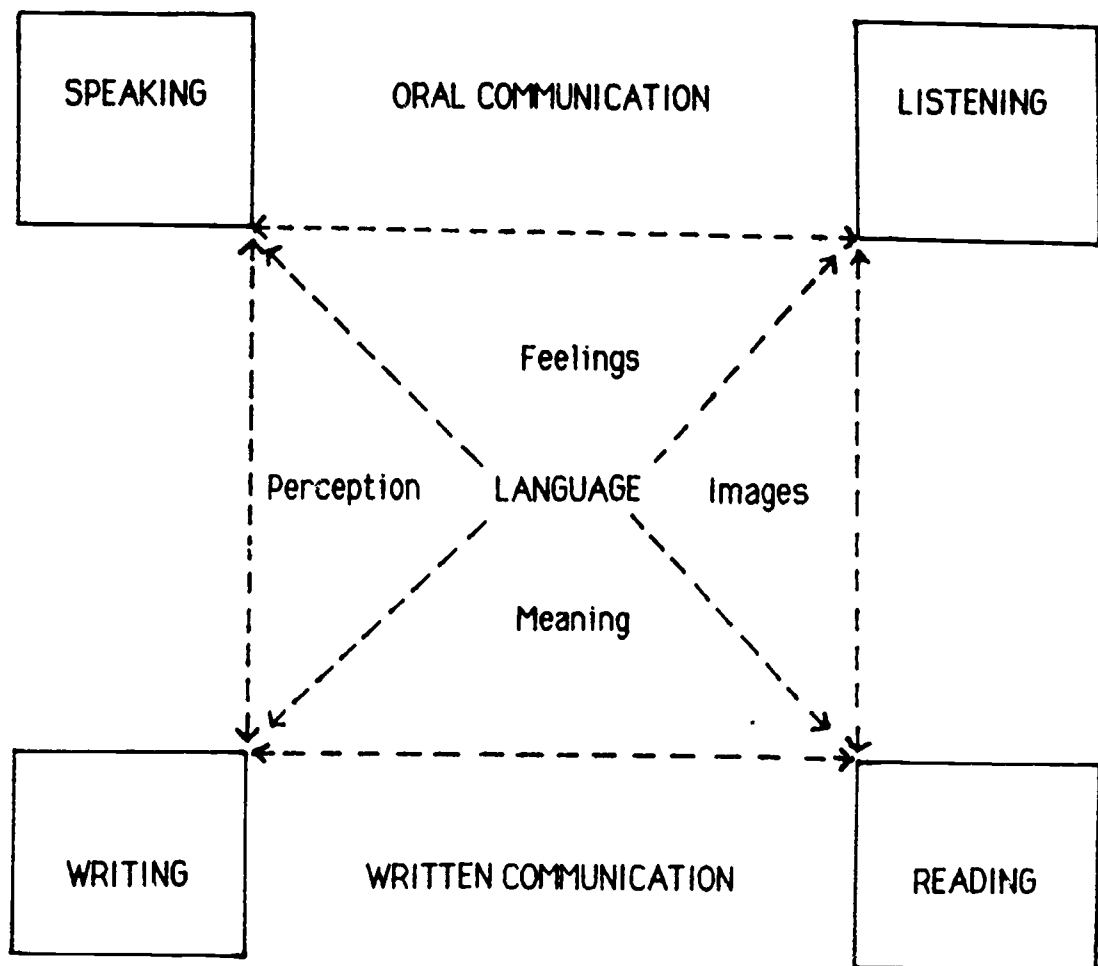 SPEAKING
ORAL COMMUNICATION
LISTENING
Feelings
Perception
LANGUAGE
Images
Meaning
WRITING
WRITTEN COMMUNICATION
READING